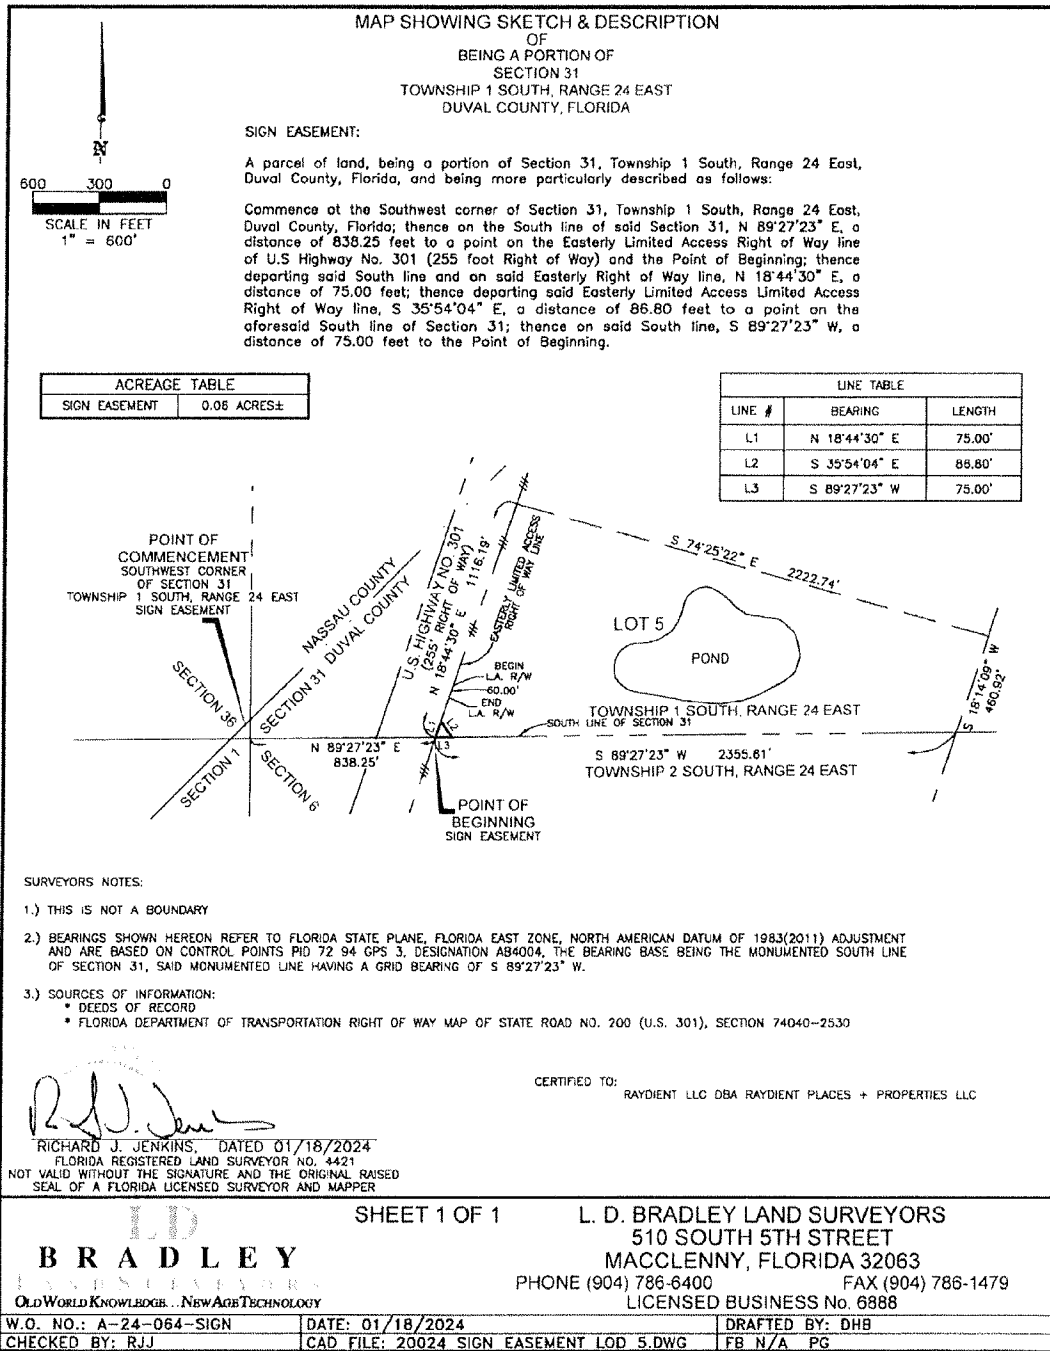 MAP SHOWING SKETCH & DESCRIPTION
OF
BEING A PORTION OF
SECTION 31
TOWNSHIP 1 SOUTH, RANGE 24 EAST
DUVAL COUNTY, FLORIDA
N
600 300 0
SCALE IN FEET
1" = 600'
SIGN EASEMENT:
A parcel of land, being a portion of Section 31, Township 1 South, Range 24 East,
Duval County, Florida, and being more particularly described as follows:
Commence at the Southwest corner of Section 31, Township 1 South, Range 24 East,
Duval County, Florida; thence on the South line of said Section 31, N 89°27'23" E, a
distance of 838.25 feet to a point on the Easterly Limited Access Right of Way line
of U.S Highway No. 301 (255 foot Right of Way) and the Point of Beginning; thence
departing said South line and on said Easterly Right of Way line, N 18°44'30" E, a
distance of 75.00 feet; thence departing said Easterly Limited Access Limited Access
Right of Way line, S 35°54'04" E, a distance of 86.80 feet to a point on the
aforesaid South line of Section 31; thence on said South line, S 89°27'23" W, a
distance of 75.00 feet to the Point of Beginning.
ACREAGE TABLE
SIGN EASEMENT 0.06 ACRES±
LINE TABLE
LINE # BEARING LENGTH
L1 N 18°44'30" E 75.00'
L2 S 35°54'04" E 86.80'
L3 S 89°27'23" W 75.00'
POINT OF
COMMENCEMENT
SOUTHWEST CORNER
OF SECTION 31
TOWNSHIP 1 SOUTH, RANGE 24 EAST
SIGN EASEMENT
NASSAU COUNTY
DUVAL COUNTY
SECTION 36
SECTION 31
SECTION 1
SECTION 6
U.S. HIGHWAY NO. 301
(255' RIGHT OF WAY)
N 18°44'30" E 1116.19'
EASTERLY LIMITED ACCESS
RIGHT OF WAY LINE
BEGIN
L.A. R/W
60.00'
END
L.A. R/W
L1
L2
L3
S 74°25'22" E 2222.74'
LOT 5
POND
S 18°14'09" W
460.92'
TOWNSHIP 1 SOUTH, RANGE 24 EAST
SOUTH LINE OF SECTION 31
N 89°27'23" E
838.25'
S 89°27'23" W 2355.61'
TOWNSHIP 2 SOUTH, RANGE 24 EAST
POINT OF
BEGINNING
SIGN EASEMENT
SURVEYORS NOTES:
1.) THIS IS NOT A BOUNDARY
2.) BEARINGS SHOWN HEREON REFER TO FLORIDA STATE PLANE, FLORIDA EAST ZONE, NORTH AMERICAN DATUM OF 1983(2011) ADJUSTMENT
AND ARE BASED ON CONTROL POINTS PID 72 94 GPS 3, DESIGNATION AB4004, THE BEARING BASE BEING THE MONUMENTED SOUTH LINE
OF SECTION 31, SAID MONUMENTED LINE HAVING A GRID BEARING OF S 89°27'23" W.
3.) SOURCES OF INFORMATION:
* DEEDS OF RECORD
* FLORIDA DEPARTMENT OF TRANSPORTATION RIGHT OF WAY MAP OF STATE ROAD NO. 200 (U.S. 301), SECTION 74040-2530
CERTIFIED TO:
RAYDIENT LLC DBA RAYDIENT PLACES + PROPERTIES LLC
RICHARD J. JENKINS, DATED 01/18/2024
FLORIDA REGISTERED LAND SURVEYOR NO. 4421
NOT VALID WITHOUT THE SIGNATURE AND THE ORIGINAL RAISED
SEAL OF A FLORIDA LICENSED SURVEYOR AND MAPPER
LD
BRADLEY
LAND SURVEYORS
OLD WORLD KNOWLEDGE...NEW AGE TECHNOLOGY
SHEET 1 OF 1
L. D. BRADLEY LAND SURVEYORS
510 SOUTH 5TH STREET
MACCLENNY, FLORIDA 32063
PHONE (904) 786-6400 FAX (904) 786-1479
LICENSED BUSINESS No. 6888
W.O. NO.: A-24-064-SIGN DATE: 01/18/2024 DRAFTED BY: DHB
CHECKED BY: RJJ CAD FILE: 20024 SIGN EASEMENT LOD 5.DWG FB N/A PG